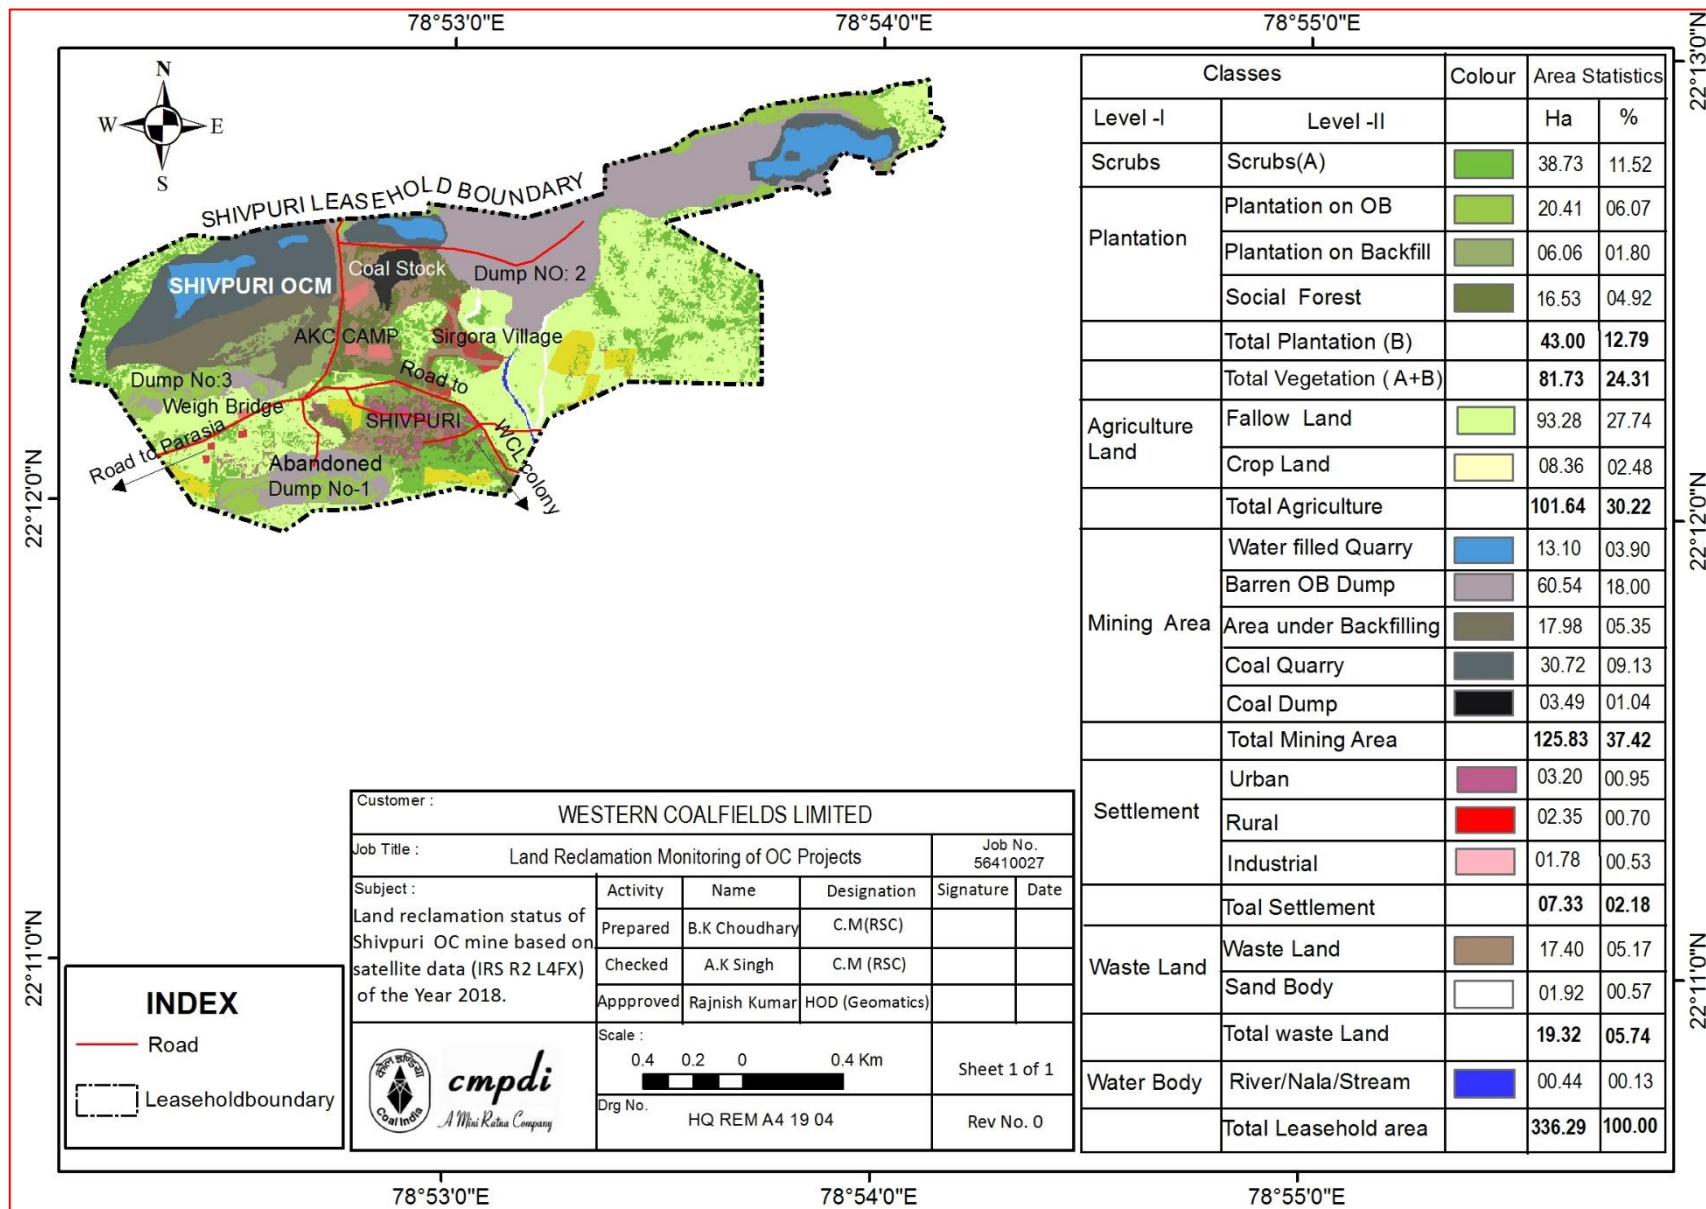 78°53'0"E 78°54'0"E 78°55'0"E
22°13'0"N
22°12'0"N
22°11'0"N
22°12'0"N
22°11'0"N
78°53'0"E 78°54'0"E 78°55'0"E
N
W E
S
SHIVPURI LEASEHOLD BOUNDARY
SHIVPURI OCM
Coal Stock
Dump NO: 2
AKC CAMP
Sirgora Village
Dump No:3
Weigh Bridge
Road to
WCL colony
SHIVPURI
Road to Parasia
Abandoned
Dump No-1
Classes Colour Area Statistics
Level -I Level -II Ha %
Scrubs Scrubs(A) 38.73 11.52
Plantation
Plantation on OB 20.41 06.07
Plantation on Backfill 06.06 01.80
Social Forest 16.53 04.92
Total Plantation (B) 43.00 12.79
Total Vegetation ( A+B) 81.73 24.31
Agriculture
Land
Fallow Land 93.28 27.74
Crop Land 08.36 02.48
Total Agriculture 101.64 30.22
Mining Area
Water filled Quarry 13.10 03.90
Barren OB Dump 60.54 18.00
Area under Backfilling 17.98 05.35
Coal Quarry 30.72 09.13
Coal Dump 03.49 01.04
Total Mining Area 125.83 37.42
Settlement
Urban 03.20 00.95
Rural 02.35 00.70
Industrial 01.78 00.53
Toal Settlement 07.33 02.18
Waste Land
Waste Land 17.40 05.17
Sand Body 01.92 00.57
Total waste Land 19.32 05.74
Water Body River/Nala/Stream 00.44 00.13
Total Leasehold area 336.29 100.00
INDEX
Road
Leaseholdboundary
Customer :
WESTERN COALFIELDS LIMITED
Job Title :
Land Reclamation Monitoring of OC Projects
Job No.
56410027
Subject :
Land reclamation status of
Shivpuri OC mine based on
satellite data (IRS R2 L4FX)
of the Year 2018.
Activity Name Designation Signature Date
Prepared B.K Choudhary C.M(RSC)
Checked A.K Singh C.M (RSC)
Appproved Rajnish Kumar HOD (Geomatics)
कोल इण्डिया
Coal India
cmpdi
A Mini Ratna Company
Scale :
0.4 0.2 0 0.4 Km
Sheet 1 of 1
Drg No.
HQ REM A4 19 04
Rev No. 0